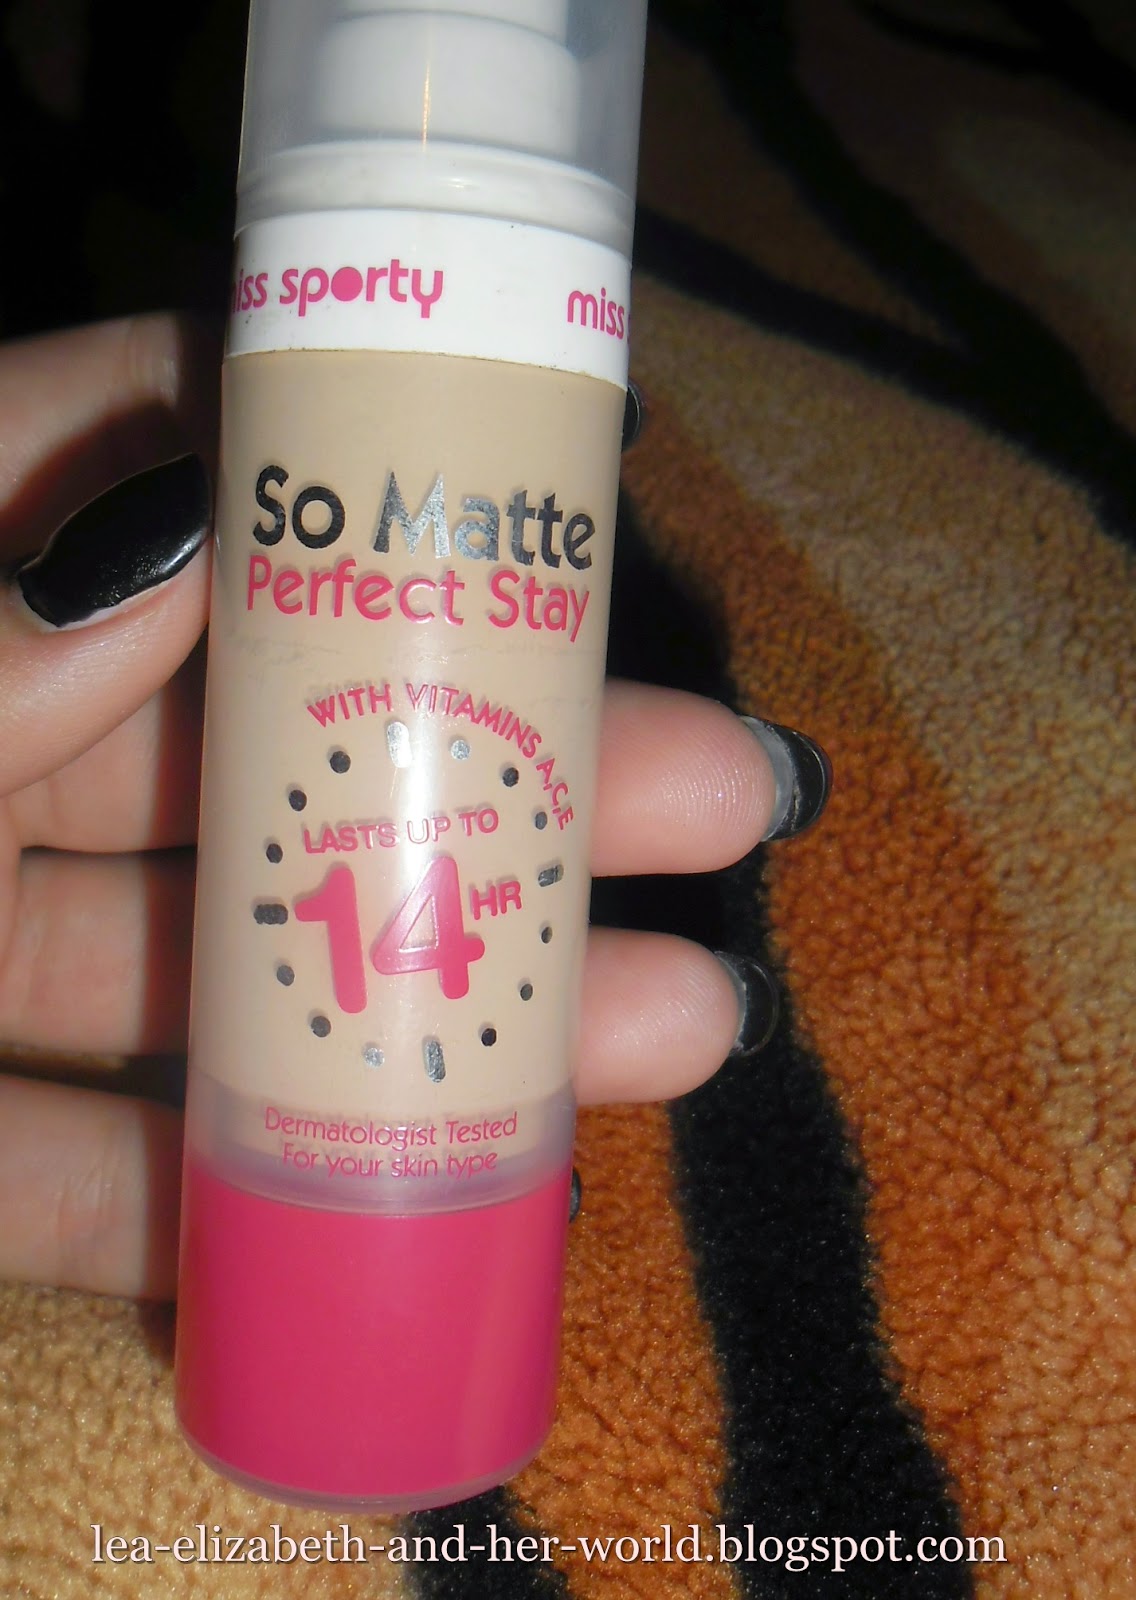 miss sporty miss
So Matte
Perfect Stay
WITH VITAMINS A,C,E
LASTS UP TO
14 HR
Dermatologist Tested
For your skin type
lea-elizabeth-and-her-world.blogspot.com